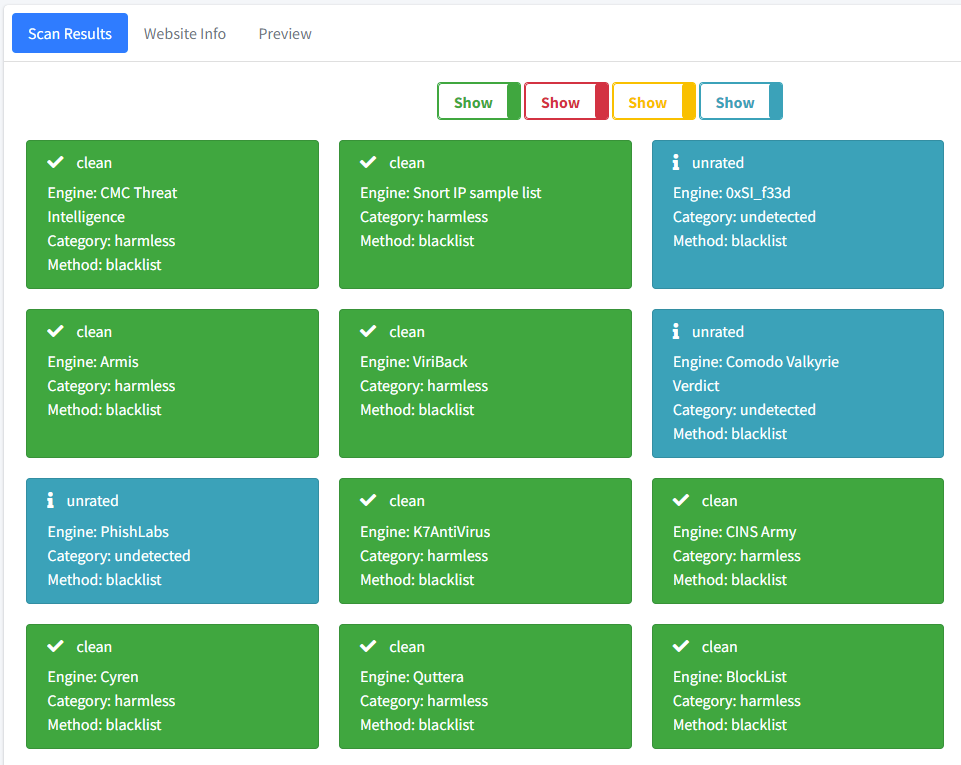 Scan Results Website Info Preview
Show Show Show Show
clean
Engine: CMC Threat
Intelligence
Category: harmless
Method: blacklist
clean
Engine: Snort IP sample list
Category: harmless
Method: blacklist
unrated
Engine: 0xSI_f33d
Category: undetected
Method: blacklist
clean
Engine: Armis
Category: harmless
Method: blacklist
clean
Engine: ViriBack
Category: harmless
Method: blacklist
unrated
Engine: Comodo Valkyrie
Verdict
Category: undetected
Method: blacklist
unrated
Engine: PhishLabs
Category: undetected
Method: blacklist
clean
Engine: K7AntiVirus
Category: harmless
Method: blacklist
clean
Engine: CINS Army
Category: harmless
Method: blacklist
clean
Engine: Cyren
Category: harmless
Method: blacklist
clean
Engine: Quttera
Category: harmless
Method: blacklist
clean
Engine: BlockList
Category: harmless
Method: blacklist